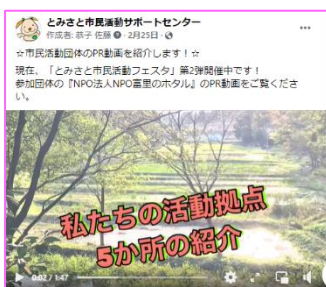 とみさと市民活動サポートセンター
作成者: 恭子 佐藤 · 2月25日 ·
☆市民活動団体のPR動画を紹介します！☆
現在、「とみさと市民活動フェスタ」第2弾開催中です！
参加団体の『NPO法人NPO富里のホタル』のPR動画をご覧くださ
い。
私たちの活動拠点
5か所の紹介
0:02 / 1:47